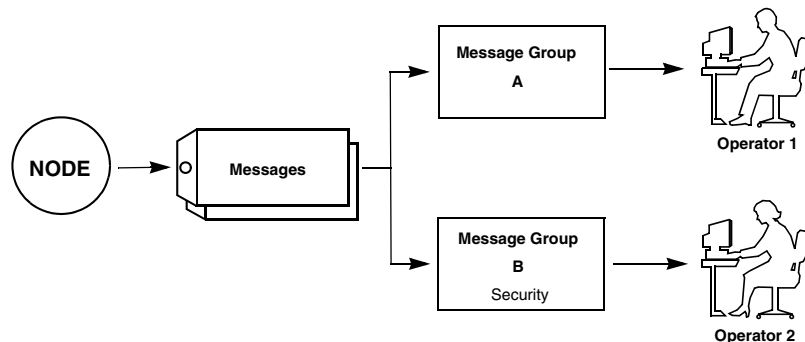 NODE
Messages
Message Group
A
Operator 1
Message Group
B
Security
Operator 2